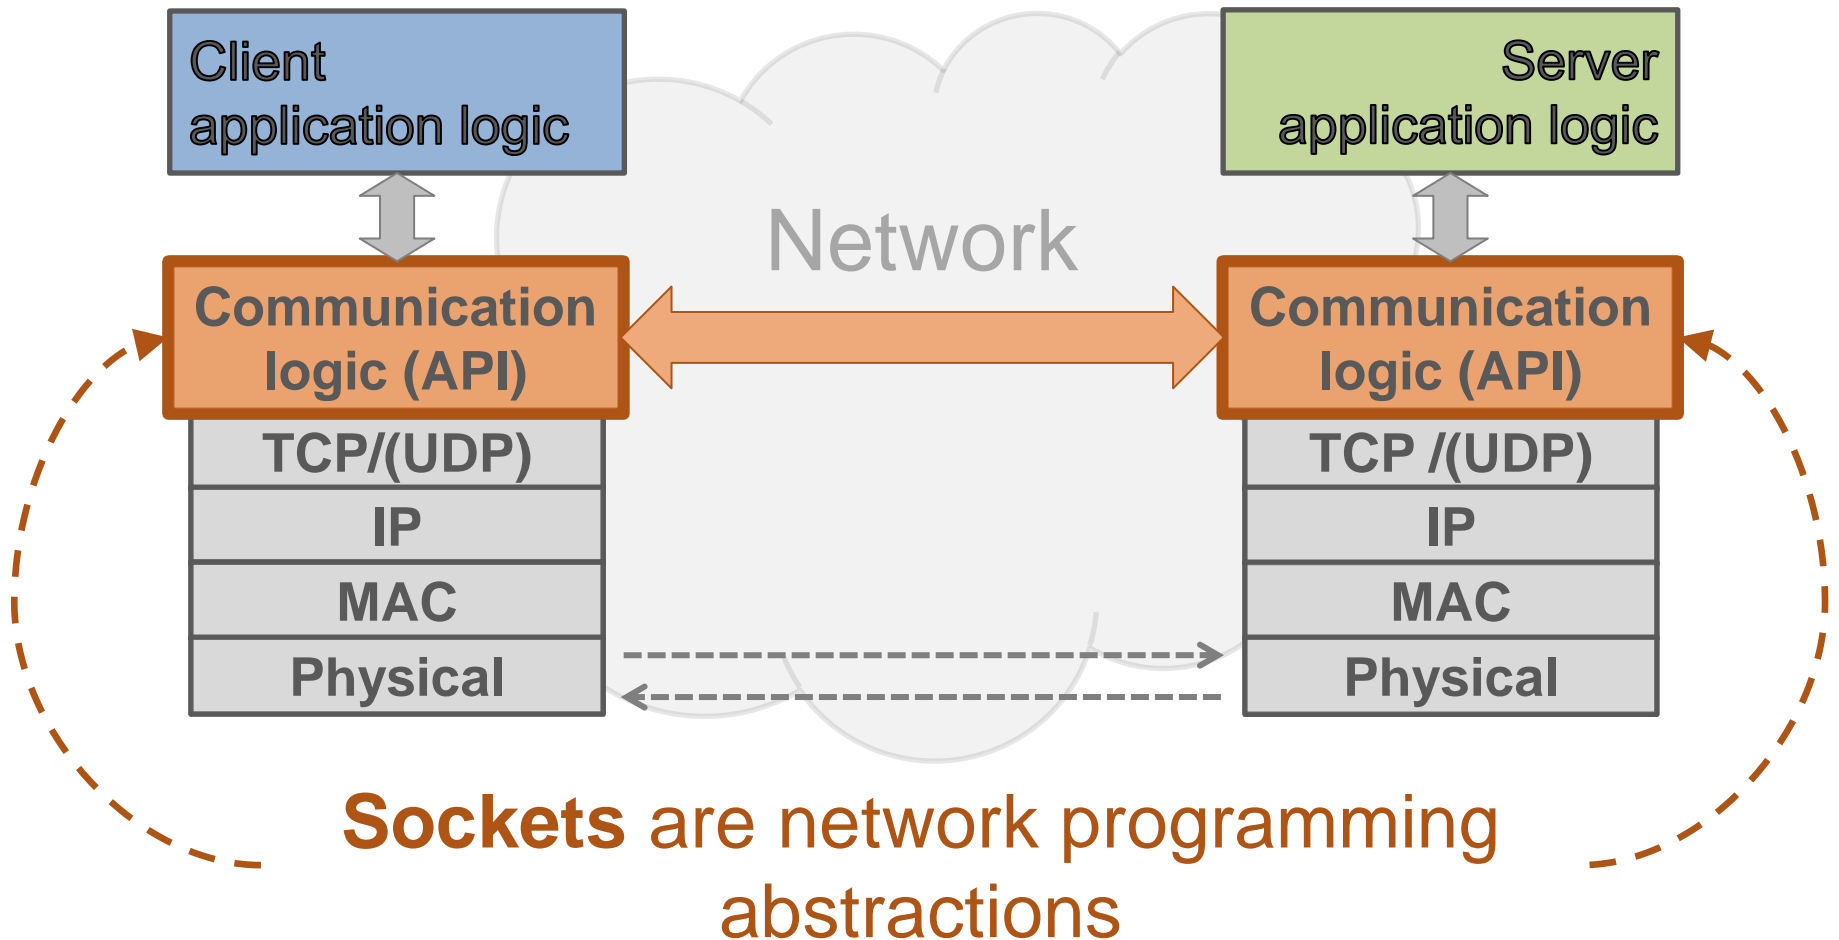 Client
application logic
Server
application logic
Network
Communication
logic (API)
Communication
logic (API)
TCP/(UDP)
IP
MAC
Physical
TCP /(UDP)
IP
MAC
Physical
Sockets are network programming
abstractions